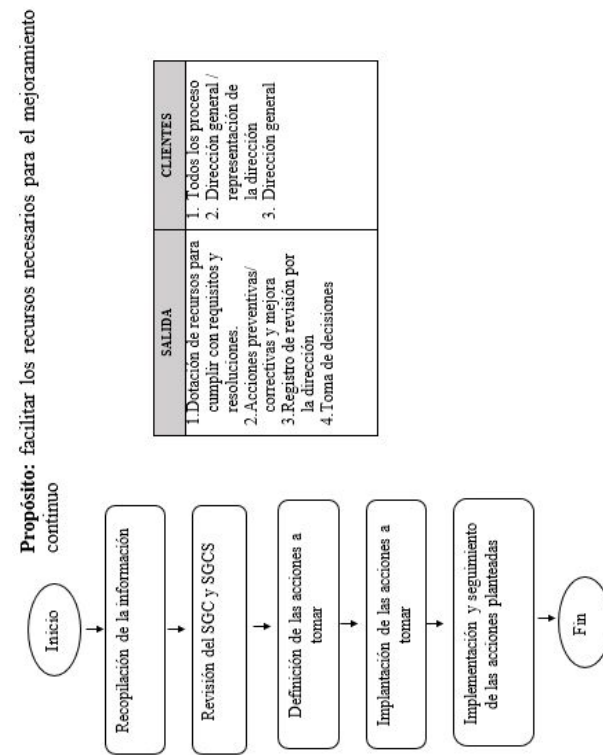 Propósito: facilitar los recursos necesarios para el mejoramiento
continuo
Inicio
Recopilación de la información
Revisión del SGC y SGCS
Definición de las acciones a
tomar
Implantación de las acciones a
tomar
Implementación y seguimiento
de las acciones planteadas
Fin
SALIDA
1.Dotación de recursos para
cumplir con requisitos y
resoluciones.
2.Acciones preventivas/
correctivas y mejora
3.Registro de revisión por
la dirección
4.Toma de decisiones
CLIENTES
1. Todos los proceso
2. Dirección general /
representación de
la dirección
3. Dirección general